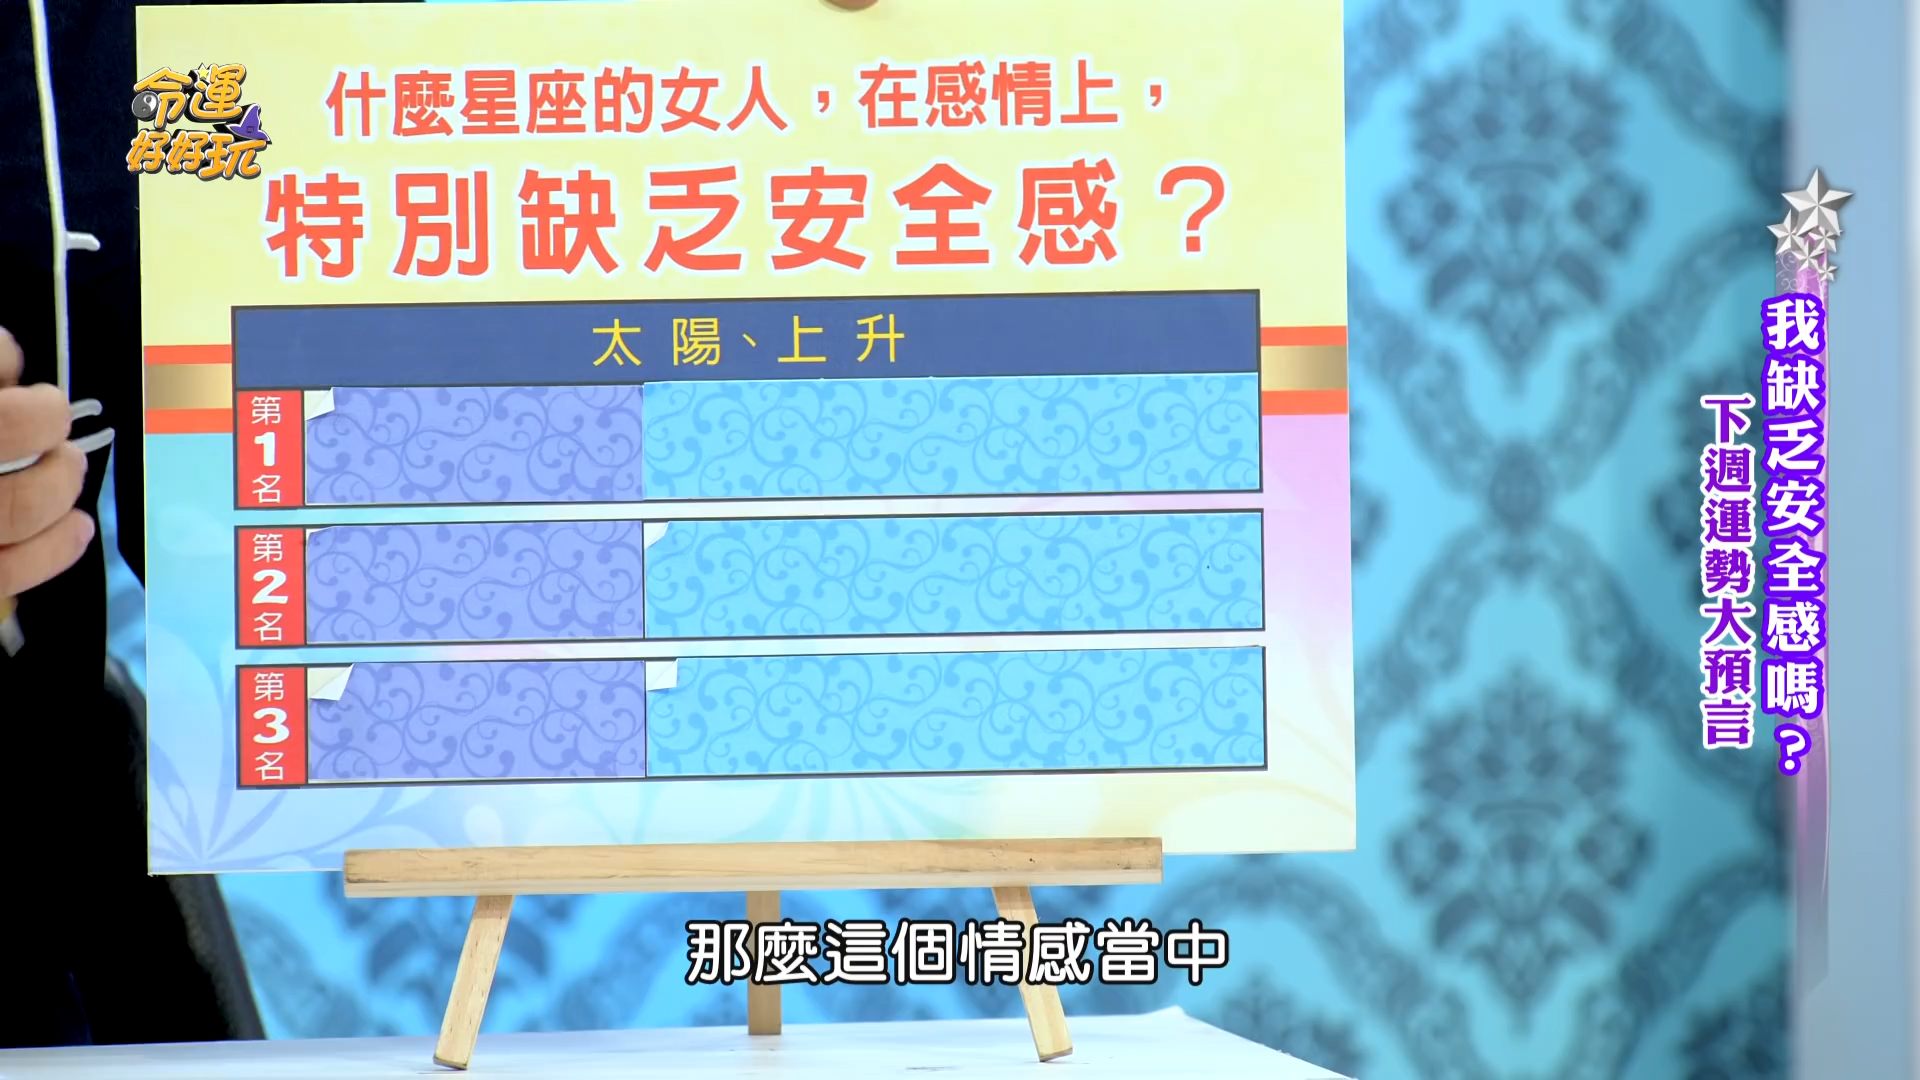 命運
好好玩
什麼星座的女人，在感情上，
特別缺乏安全感？
太陽、上升
第1名
第2名
第3名
我缺乏安全感嗎？
下週運勢大預言
那麼這個情感當中